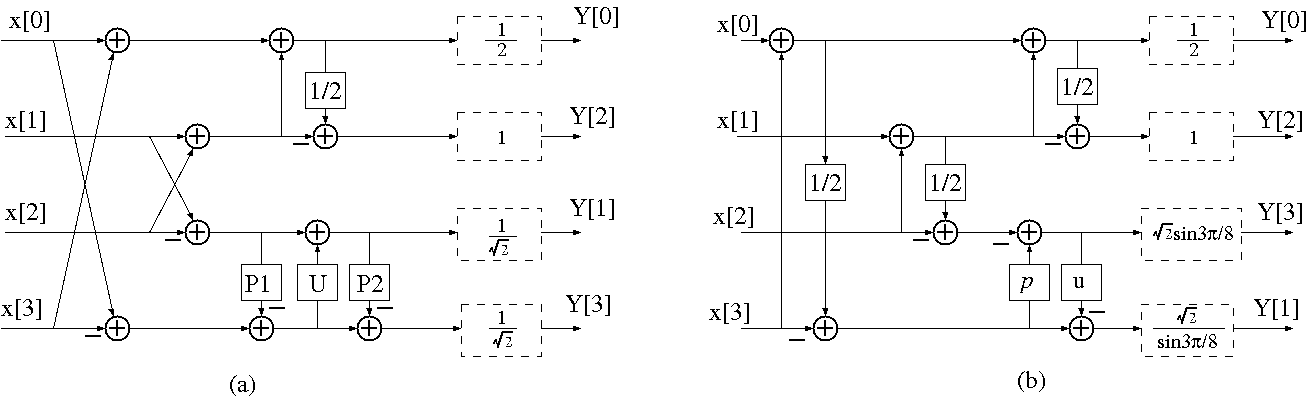 x[0] Y[0] x[0] Y[0]
1/2 1/2
1/2 1/2
x[1] Y[2] x[1] Y[2]
1 1
1/2 1/2
x[2] Y[1] x[2] Y[3]
1/√2 √2sin3π/8
P1 U P2 p u
x[3] Y[3] x[3] Y[1]
1/√2 √2/sin3π/8
(a) (b)